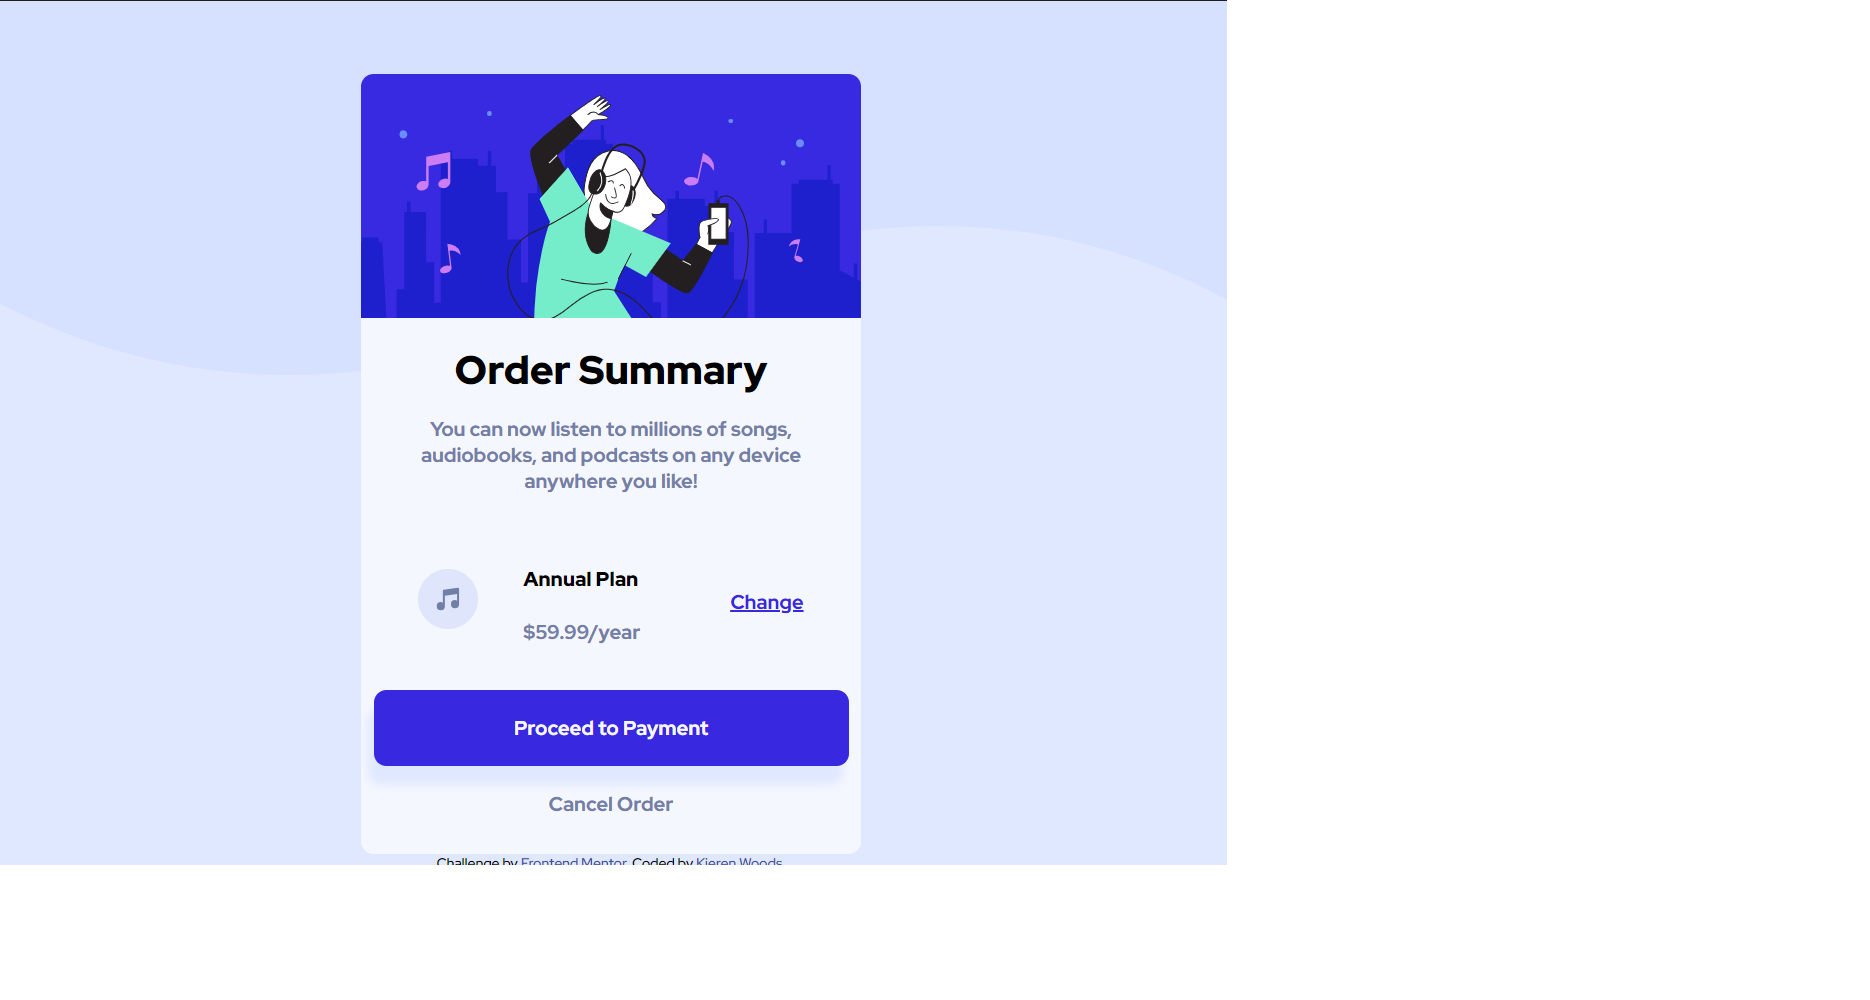 Order Summary
You can now listen to millions of songs,
audiobooks, and podcasts on any device
anywhere you like!
Annual Plan
Change
$59.99/year
Proceed to Payment
Cancel Order
Challenge by Frontend Mentor. Coded by Kieren Woods.